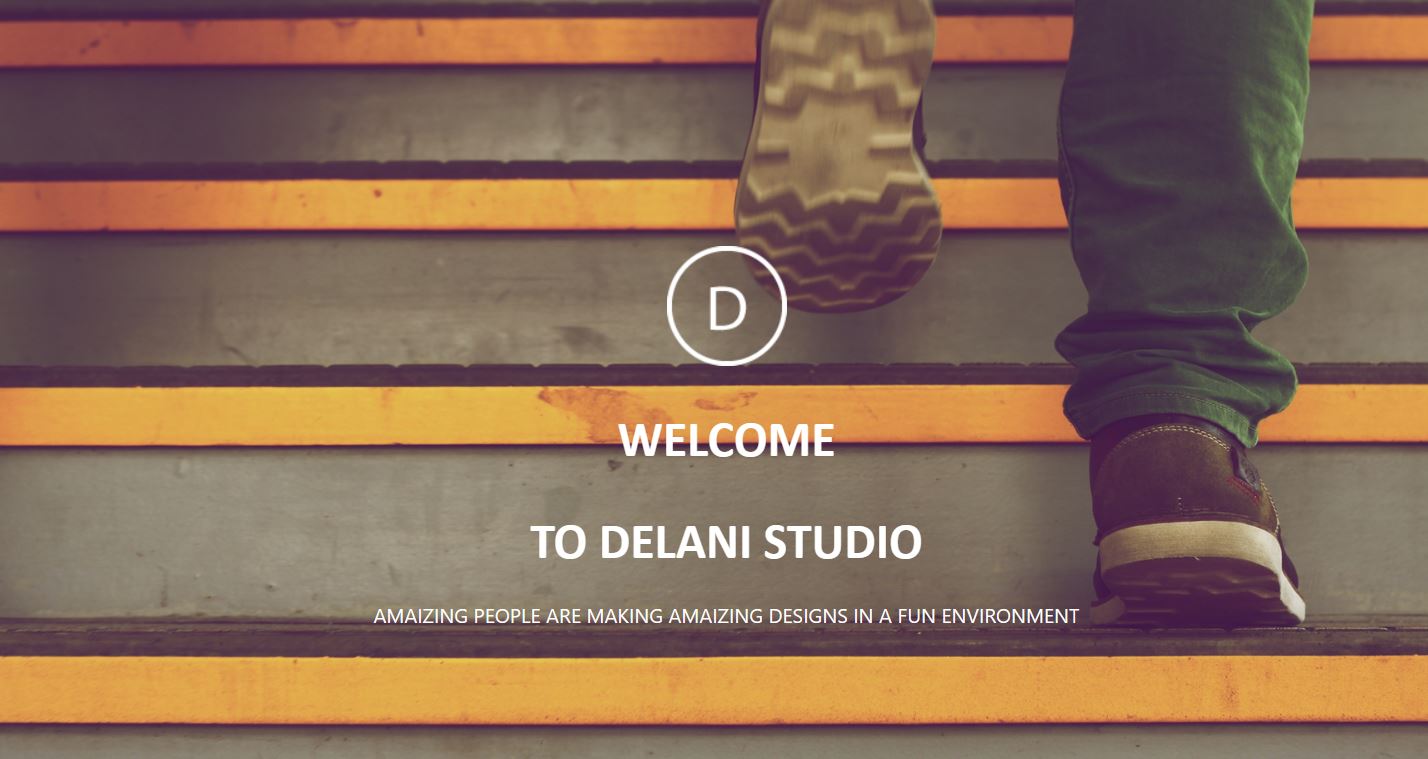 D
WELCOME
TO DELANI STUDIO
AMAIZING PEOPLE ARE MAKING AMAIZING DESIGNS IN A FUN ENVIRONMENT